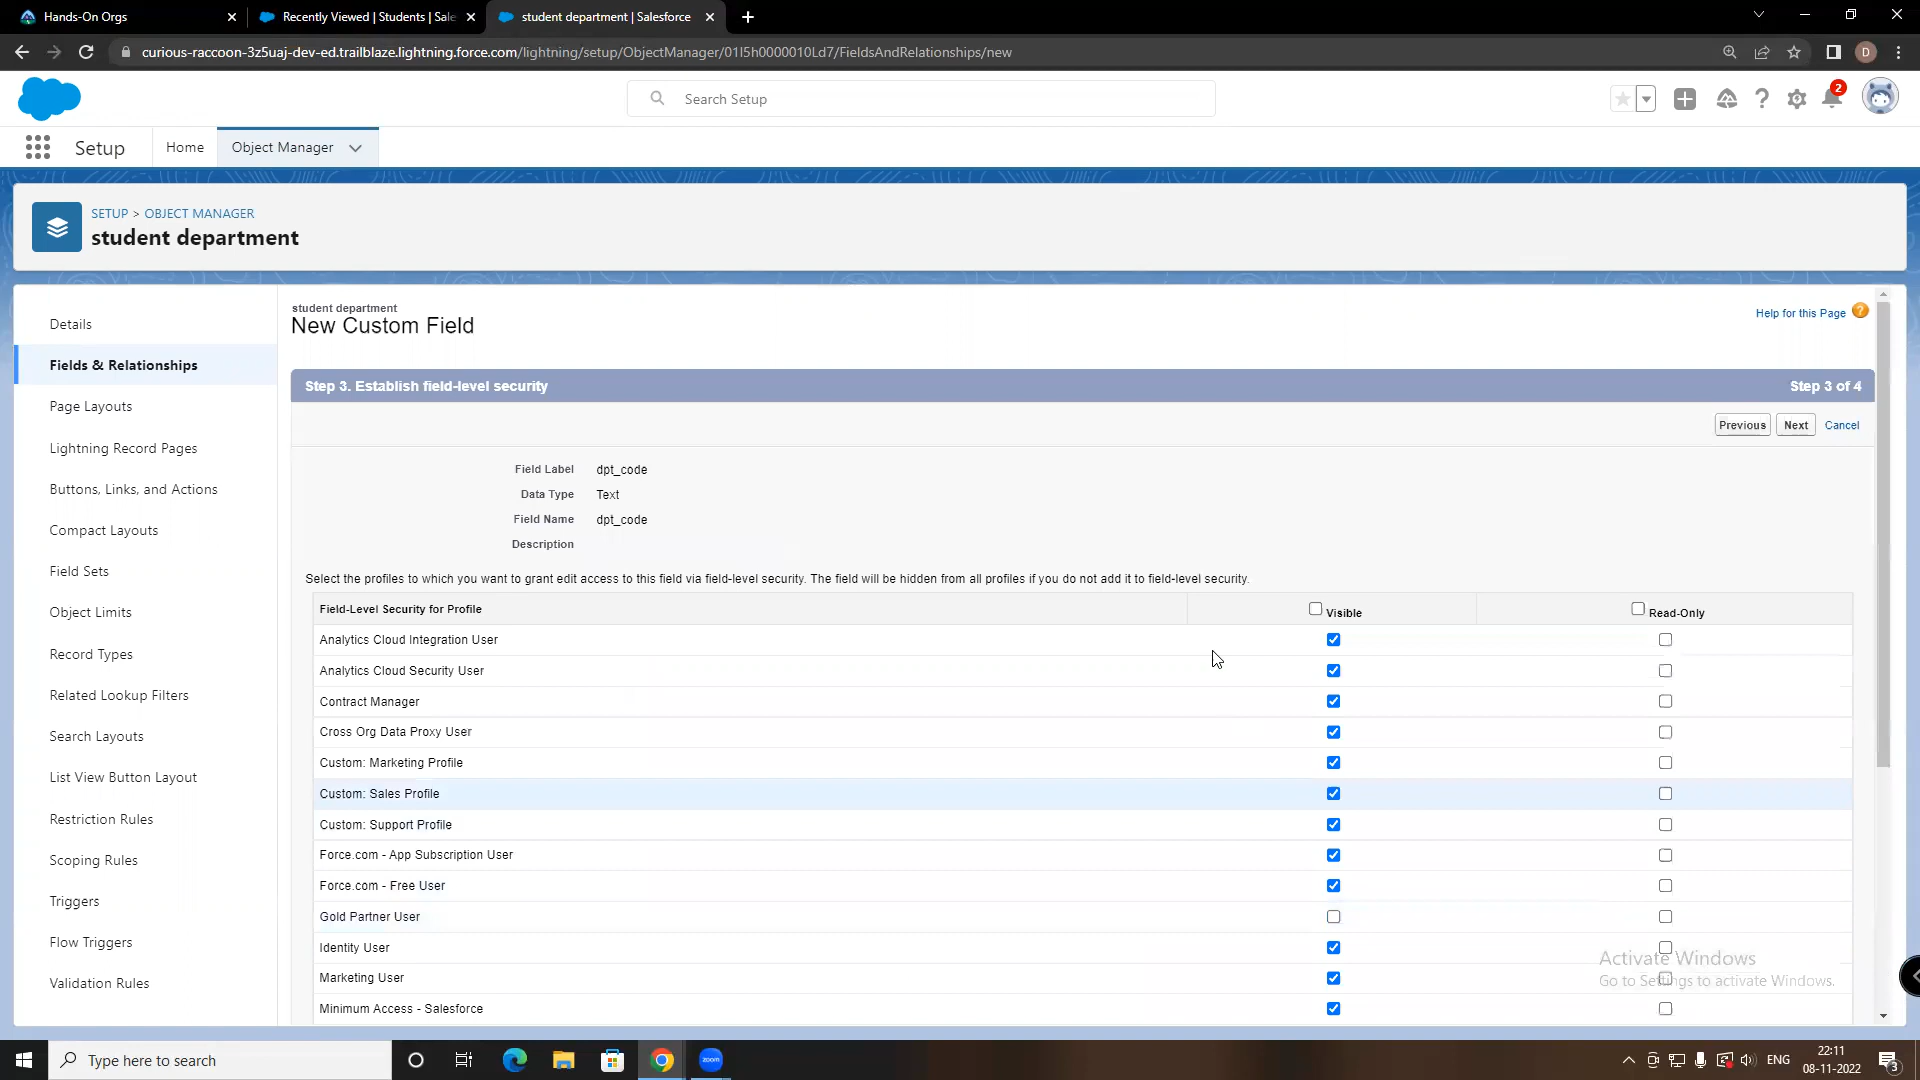 Hands-On Orgs
Recently Viewed | Students | Sale
student department | Salesforce
curious-raccoon-3z5uaj-dev-ed.trailblaze.lightning.force.com/lightning/setup/ObjectManager/01I5h0000010Ld7/FieldsAndRelationships/new
D
Search Setup
2
Setup
Home
Object Manager
SETUP > OBJECT MANAGER
student department
Details
Fields & Relationships
Page Layouts
Lightning Record Pages
Buttons, Links, and Actions
Compact Layouts
Field Sets
Object Limits
Record Types
Related Lookup Filters
Search Layouts
List View Button Layout
Restriction Rules
Scoping Rules
Triggers
Flow Triggers
Validation Rules
student department
New Custom Field
Help for this Page
Step 3. Establish field-level security
Step 3 of 4
Previous Next Cancel
Field Label dpt_code
Data Type Text
Field Name dpt_code
Description
Select the profiles to which you want to grant edit access to this field via field-level security. The field will be hidden from all profiles if you do not add it to field-level security.
Field-Level Security for Profile Visible Read-Only
Analytics Cloud Integration User
Analytics Cloud Security User
Contract Manager
Cross Org Data Proxy User
Custom: Marketing Profile
Custom: Sales Profile
Custom: Support Profile
Force.com - App Subscription User
Force.com - Free User
Gold Partner User
Identity User
Marketing User
Minimum Access - Salesforce
Activate Windows
Go to Settings to activate Windows.
Type here to search
zoom
ENG
22:11
08-11-2022
3